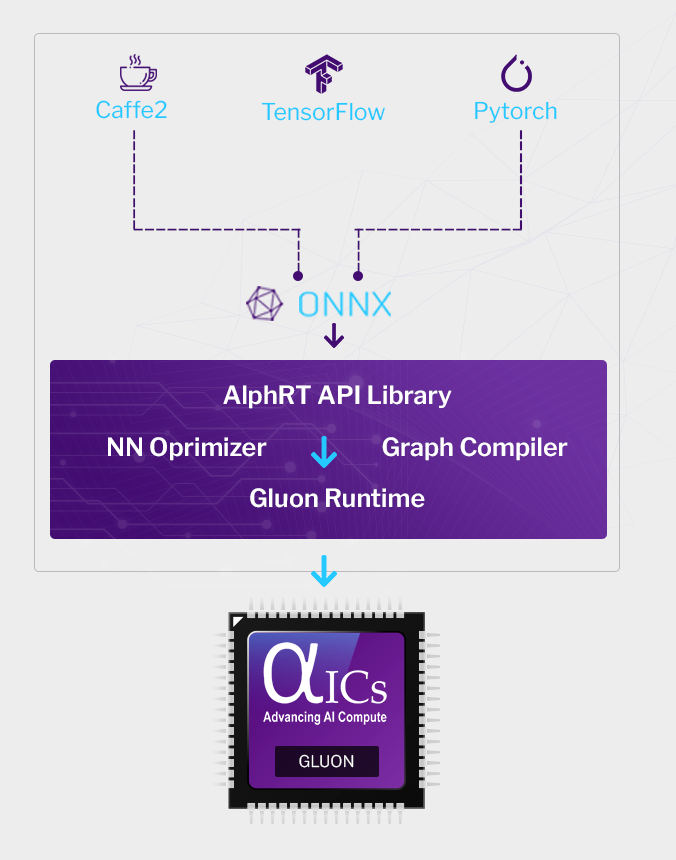 Caffe2
TensorFlow
Pytorch
ONNX
AlphRT API Library
NN Oprimizer
Graph Compiler
Gluon Runtime
αICs
Advancing AI Compute
GLUON